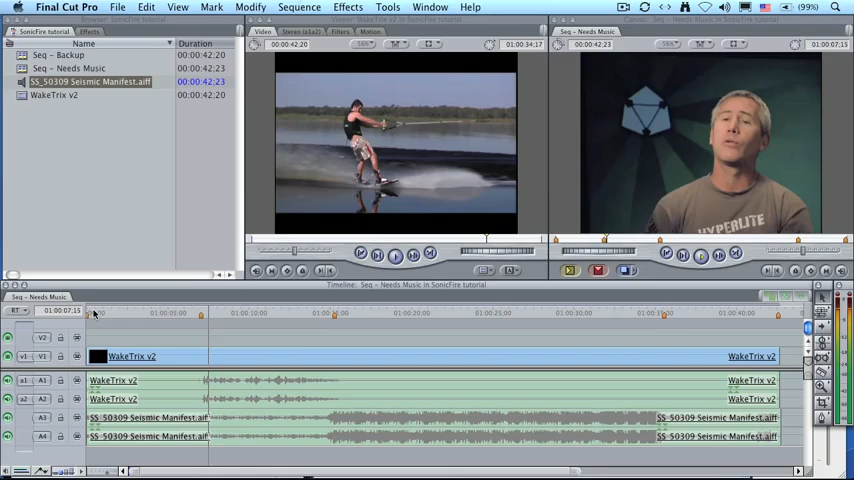 Final Cut Pro File Edit View Mark Modify Sequence Effects Tools Window Help (99%)
Browser: SonicFire tutorial
Viewer: WakeTrix v2 in SonicFire tutorial
Canvas: Seq - Needs Music in SonicFire tutorial
SonicFire tutorial Effects
Video Stereo (a1a2) Filters Motion
Seq - Needs Music
Name Duration
00:00:42;20 01:00:34;17
00:00:42;23 01:00:07;15
Seq - Backup 00:00:42;20
Seq - Needs Music 00:00:42;23
SS_50309 Seismic Manifest.aiff 00:00:42;23
WakeTrix v2 00:00:42;20
HYPERLITE
Timeline: Seq - Needs Music in SonicFire tutorial
Seq - Needs Music
RT 01:00:07;15 01:00:05;00 01:00:10;00 01:00:15;00 01:00:20;00 01:00:25;00 01:00:30;00 01:00:35;00 01:00:40;00
V2
v1 V1 WakeTrix v2 WakeTrix v2
a1 A1 WakeTrix v2 WakeTrix v2
a2 A2 WakeTrix v2 WakeTrix v2
A3 SS_50309 Seismic Manifest.aiff SS_50309 Seismic Manifest.aiff
A4 SS_50309 Seismic Manifest.aiff SS_50309 Seismic Manifest.aiff